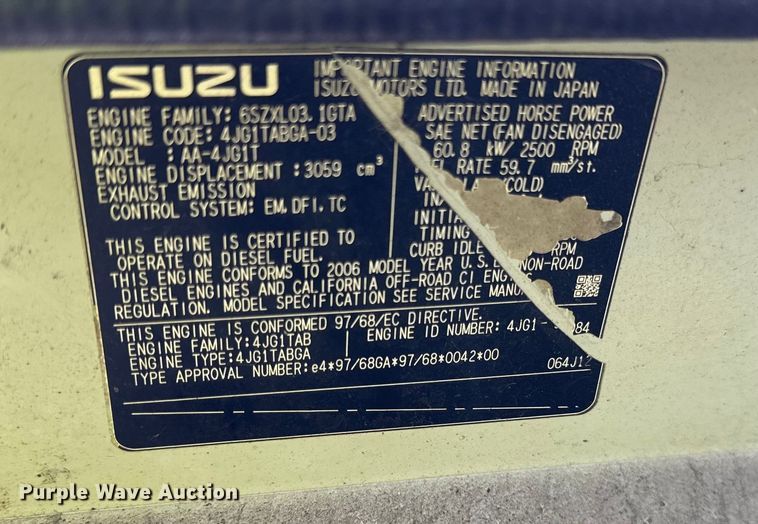 ISUZU
IMPORTANT ENGINE INFORMATION
ISUZU MOTORS LTD. MADE IN JAPAN
ENGINE FAMILY: 6SZXL03.1GTA
ENGINE CODE: 4JG1TABGA-03
MODEL : AA-4JG1T
ENGINE DISPLACEMENT : 3059 cm³
EXHAUST EMISSION
CONTROL SYSTEM: EM, DFI, TC
ADVERTISED HORSE POWER
SAE NET (FAN DISENGAGED)
60.8 kW/ 2500 RPM
FUEL RATE 59.7 mm³/st.
(COLD)
INITIA
TIMING
CURB IDLE RPM
THIS ENGINE IS CERTIFIED TO
OPERATE ON DIESEL FUEL.
THIS ENGINE CONFORMS TO 2006 MODEL YEAR U.S. NON-ROAD
DIESEL ENGINES AND CALIFORNIA OFF-ROAD CI ENG
REGULATION. MODEL SPECIFICATION SEE SERVICE MANU
THIS ENGINE IS CONFORMED 97/68/EC DIRECTIVE.
ENGINE FAMILY:4JG1TAB
ENGINE ID NUMBER: 4JG1- 84
ENGINE TYPE:4JG1TABGA
TYPE APPROVAL NUMBER:e4*97/68GA*97/68*0042*00
064J12
Purple Wave Auction